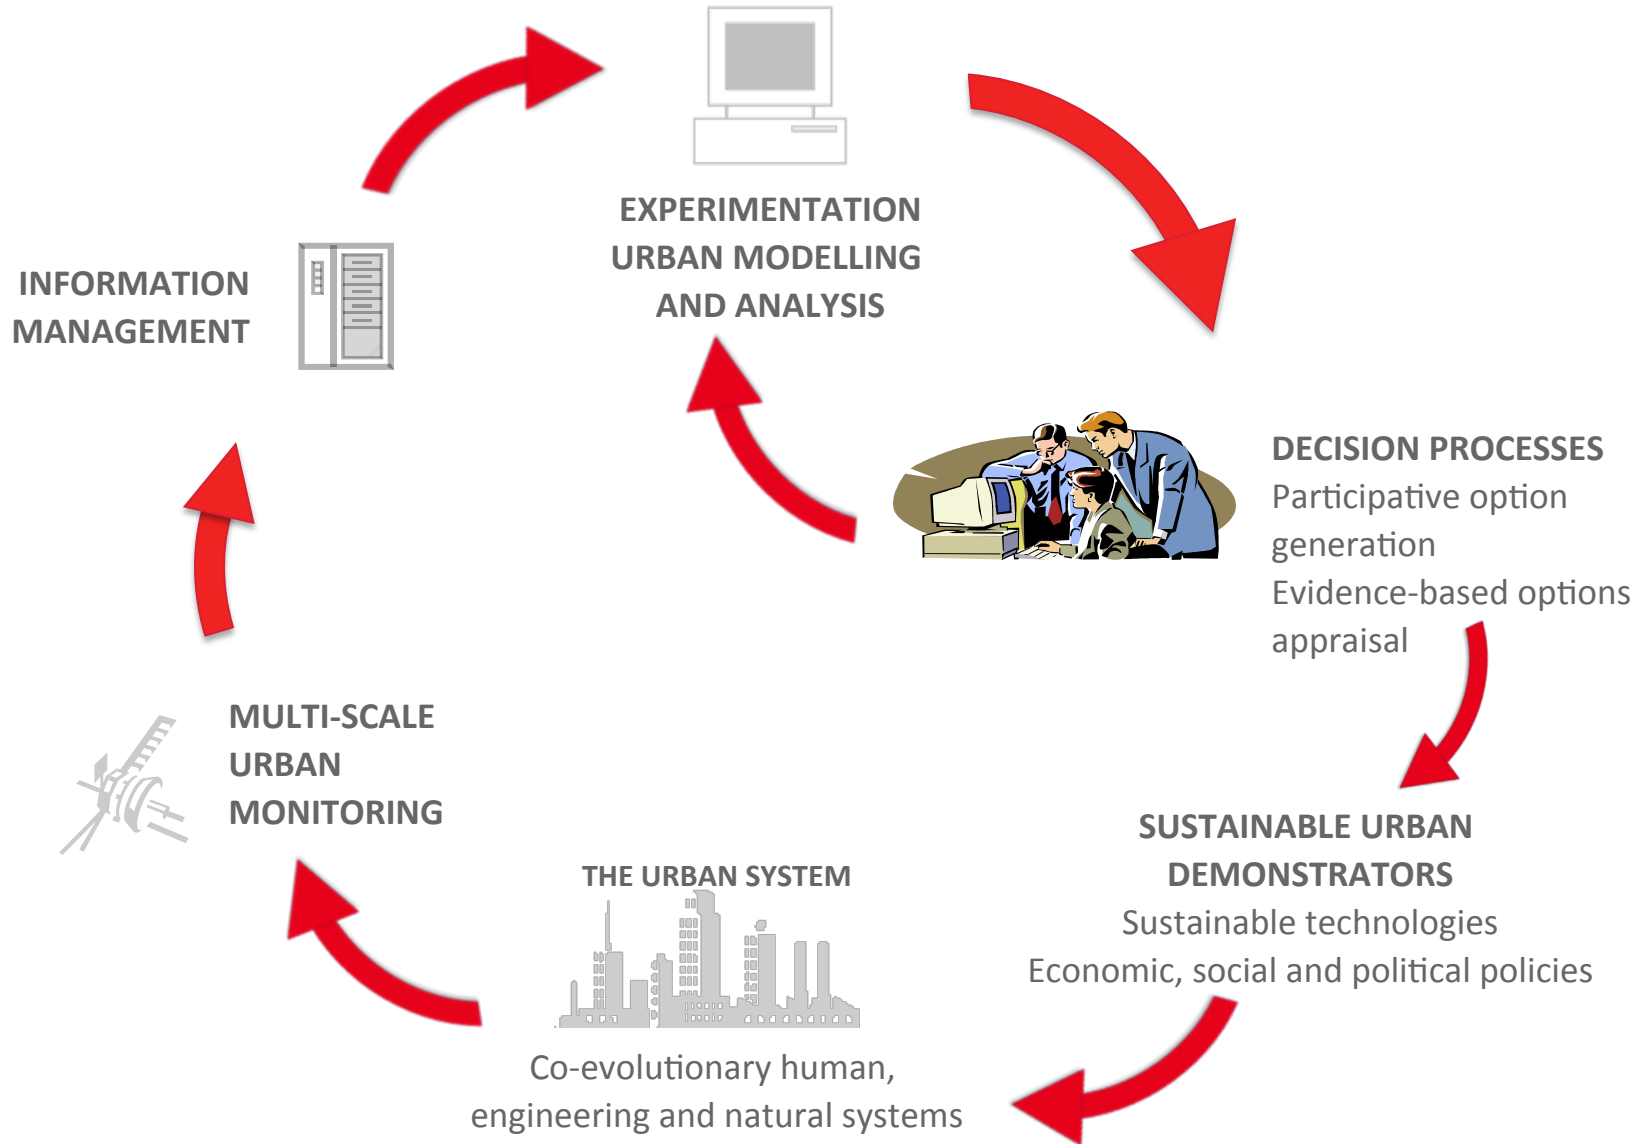 EXPERIMENTATION
URBAN MODELLING
AND ANALYSIS
INFORMATION
MANAGEMENT
DECISION PROCESSES
Participative option
generation
Evidence-based options
appraisal
MULTI-SCALE
URBAN
MONITORING
SUSTAINABLE URBAN
DEMONSTRATORS
Sustainable technologies
Economic, social and political policies
THE URBAN SYSTEM
Co-evolutionary human,
engineering and natural systems